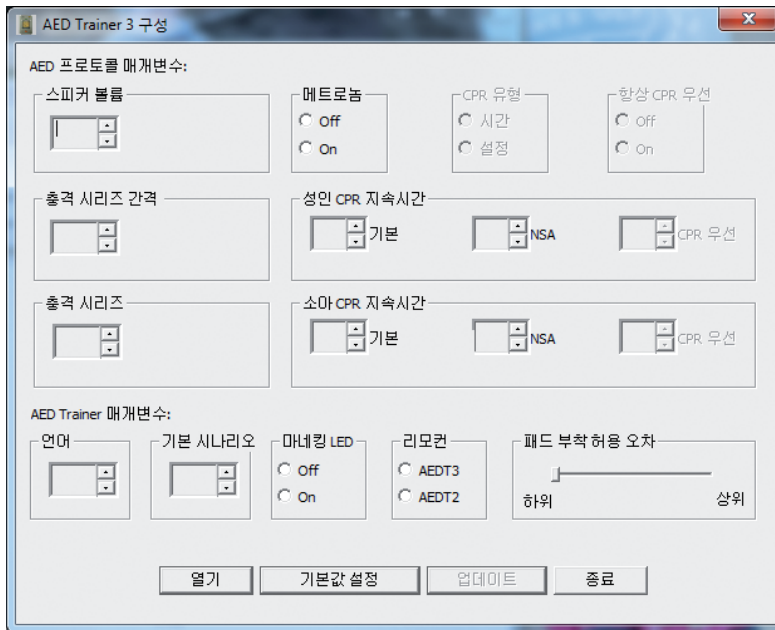 AED Trainer 3 구성
AED 프로토콜 매개변수:
스피커 볼륨
메트로놈
CPR 유형
항상 CPR 우선
Off
시간
Off
On
설정
On
충격 시리즈 간격
성인 CPR 지속시간
기본
NSA
CPR 우선
충격 시리즈
소아 CPR 지속시간
기본
NSA
CPR 우선
AED Trainer 매개변수:
언어
기본 시나리오
마네킹 LED
리모컨
패드 부착 허용 오차
Off
AEDT3
On
AEDT2
하위
상위
열기
기본값 설정
업데이트
종료